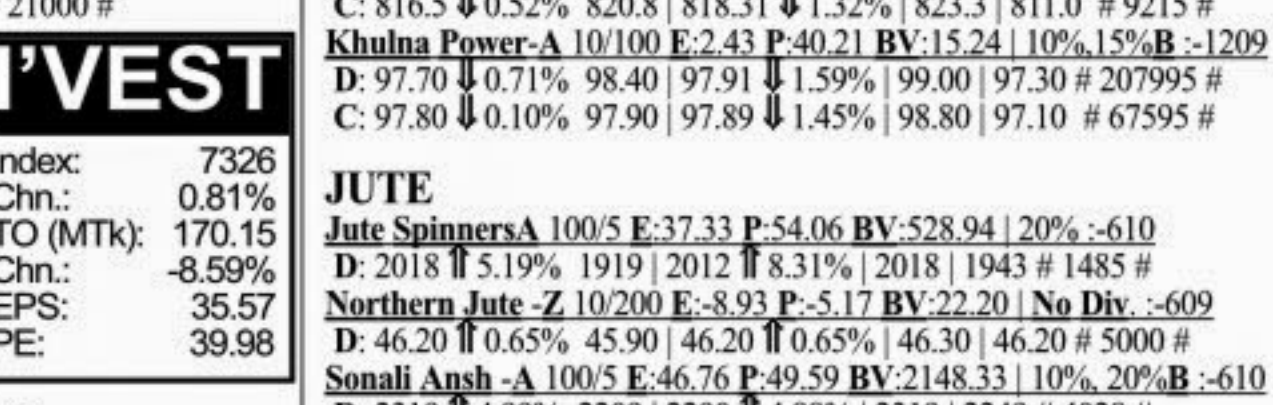 21000 #
I'VEST
Index: 7326
Chn.: 0.81%
TO (MTk): 170.15
Chn.: -8.59%
EPS: 35.57
PE: 39.98
C: 816.5 ⇓ 0.52% 820.8 | 818.31 ⇓ 1.32% | 823.3 | 811.0 # 9215 #
Khulna Power-A 10/100 E:2.43 P:40.21 BV:15.24 | 10%,15%B :-1209
D: 97.70 ⇓ 0.71% 98.40 | 97.91 ⇓ 1.59% | 99.00 | 97.30 # 207995 #
C: 97.80 ⇓ 0.10% 97.90 | 97.89 ⇓ 1.45% | 98.80 | 97.10 # 67595 #
JUTE
Jute SpinnersA 100/5 E:37.33 P:54.06 BV:528.94 | 20% :-610
D: 2018 ⇑ 5.19% 1919 | 2012 ⇑ 8.31% | 2018 | 1943 # 1485 #
Northern Jute -Z 10/200 E:-8.93 P:-5.17 BV:22.20 | No Div. :-609
D: 46.20 ⇑ 0.65% 45.90 | 46.20 ⇑ 0.65% | 46.30 | 46.20 # 5000 #
Sonali Ansh -A 100/5 E:46.76 P:49.59 BV:2148.33 | 10%, 20%B :-610